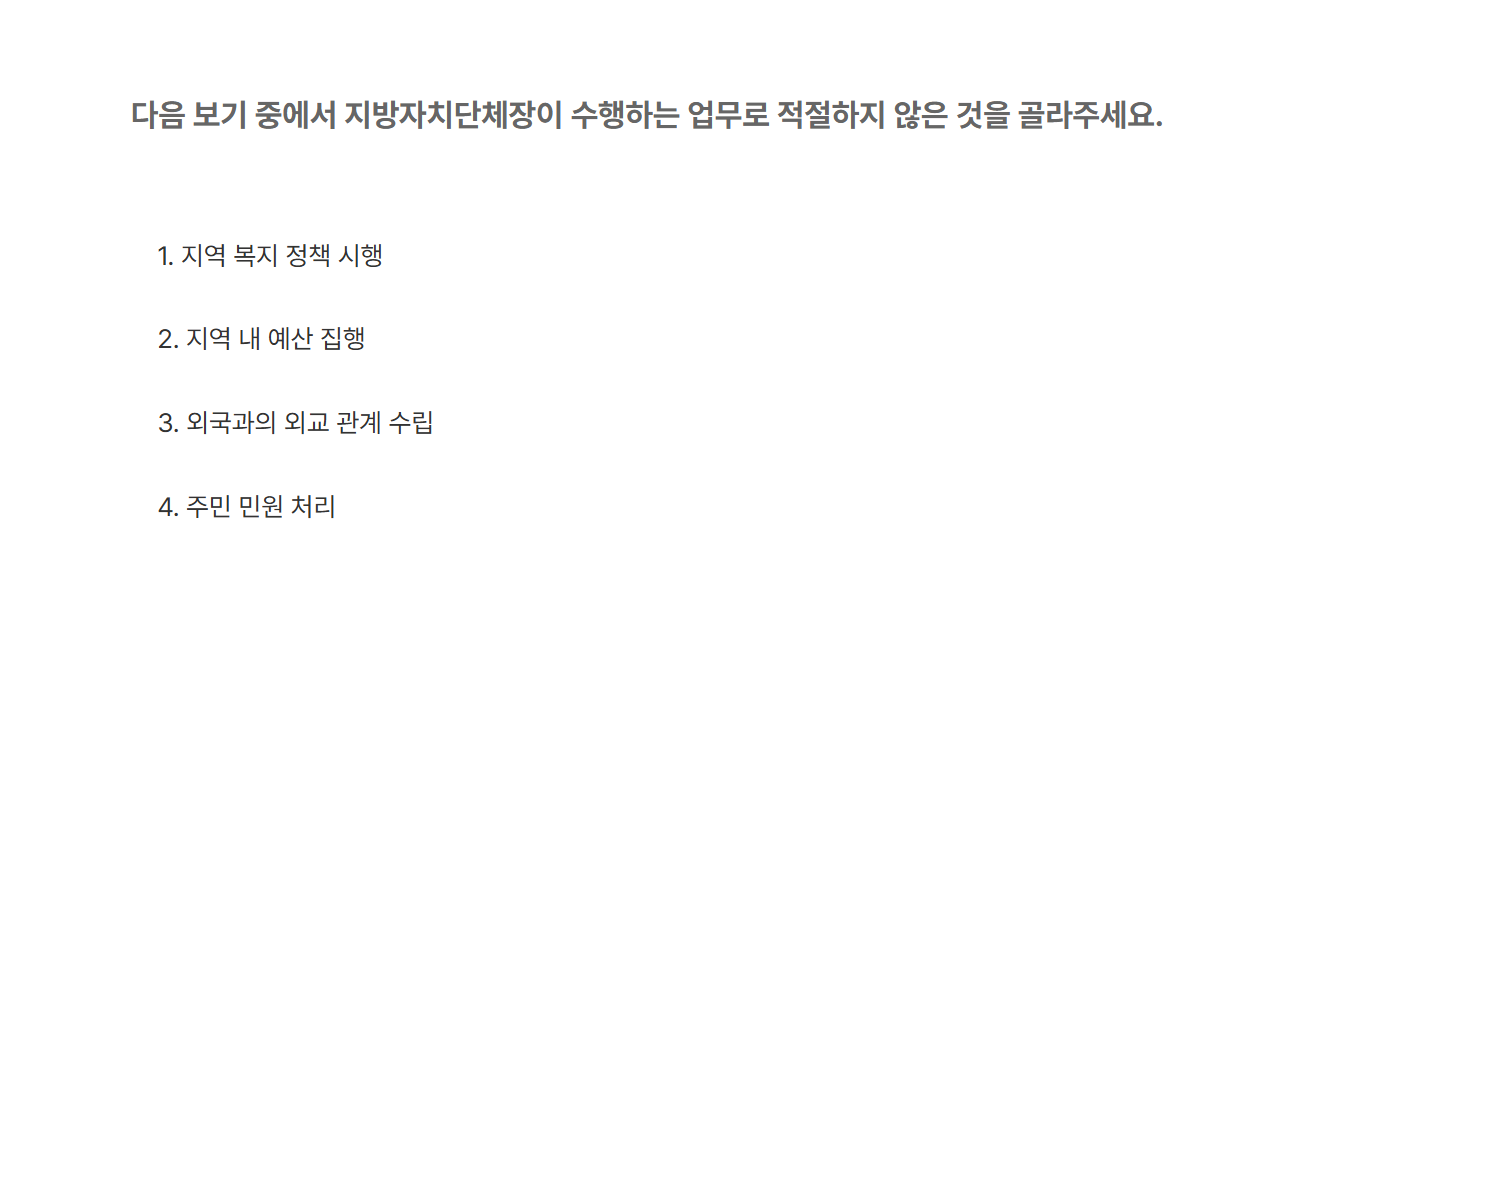 다음 보기 중에서 지방자치단체장이 수행하는 업무로 적절하지 않은 것을 골라주세요.
1. 지역 복지 정책 시행
2. 지역 내 예산 집행
3. 외국과의 외교 관계 수립
4. 주민 민원 처리